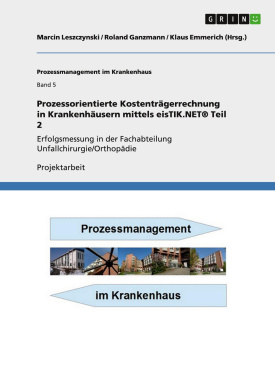 GRIN
Marcin Leszczynski / Roland Ganzmann / Klaus Emmerich (Hrsg.)
Prozessmanagement im Krankenhaus
Band 5
Prozessorientierte Kostenträgerrechnung
in Krankenhäusern mittels eisTIK.NET® Teil
2
Erfolgsmessung in der Fachabteilung
Unfallchirurgie/Orthopädie
Projektarbeit
Prozessmanagement
im Krankenhaus